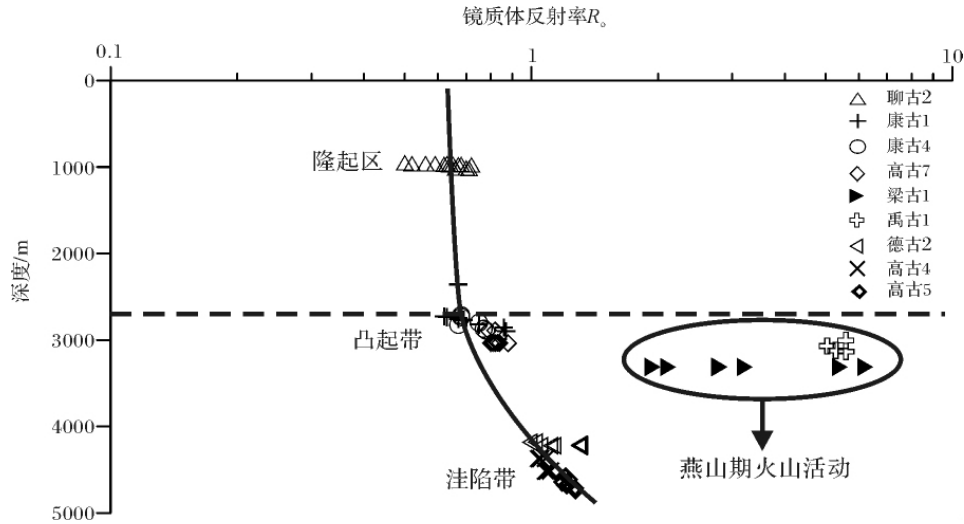 镜质体反射率Rₒ
0.1
1
10
深度/m
0
1000
2000
3000
4000
5000
聊古2
康古1
康古4
高古7
梁古1
禹古1
德古2
高古4
高古5
隆起区
凸起带
洼陷带
燕山期火山活动